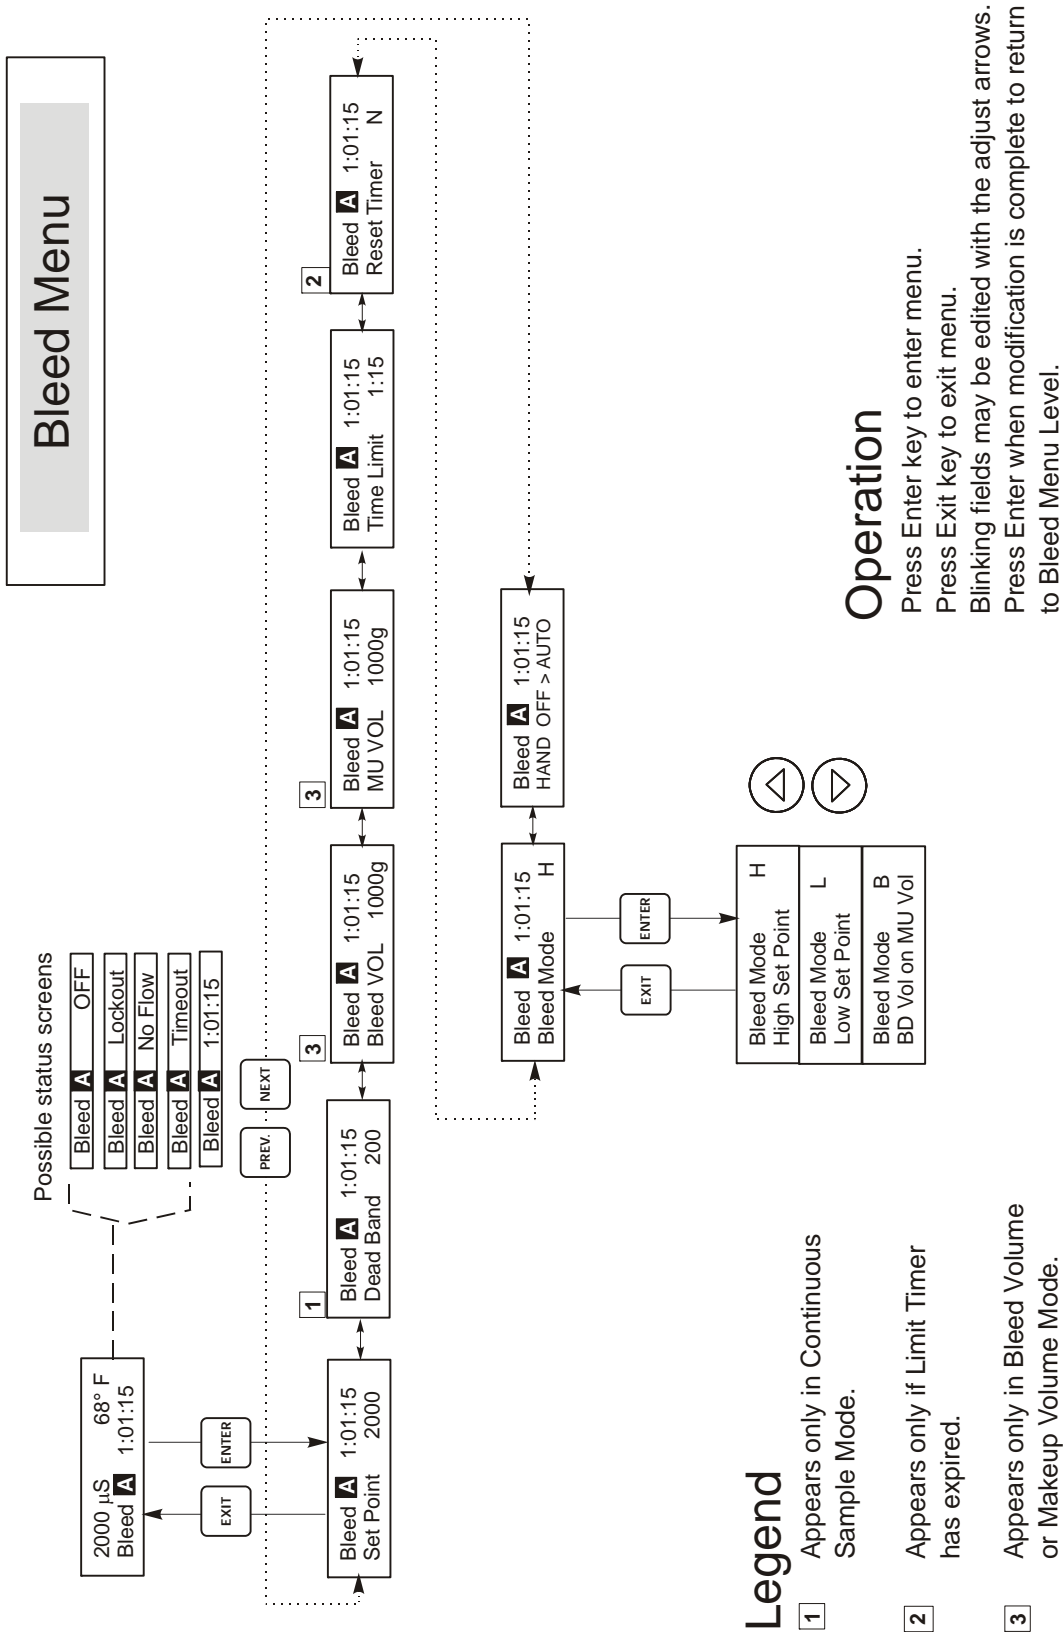 Bleed Menu
Possible status screens
2000 µS 68° F
Bleed A 1:01:15
Bleed A OFF
Bleed A Lockout
Bleed A No Flow
Bleed A Timeout
Bleed A 1:01:15
EXIT
ENTER
PREV.
NEXT
Bleed A 1:01:15
Set Point 2000
1
Bleed A 1:01:15
Dead Band 200
3
Bleed A 1:01:15
Bleed VOL 1000g
3
Bleed A 1:01:15
MU VOL 1000g
Bleed A 1:01:15
Time Limit 1:15
2
Bleed A 1:01:15
Reset Timer N
Bleed A 1:01:15
Bleed Mode H
Bleed A 1:01:15
HAND OFF > AUTO
EXIT
ENTER
Bleed Mode H
High Set Point
Bleed Mode L
Low Set Point
Bleed Mode B
BD Vol on MU Vol
Legend
1 Appears only in Continuous
Sample Mode.
2 Appears only if Limit Timer
has expired.
3 Appears only in Bleed Volume
or Makeup Volume Mode.
Operation
Press Enter key to enter menu.
Press Exit key to exit menu.
Blinking fields may be edited with the adjust arrows.
Press Enter when modification is complete to return
to Bleed Menu Level.